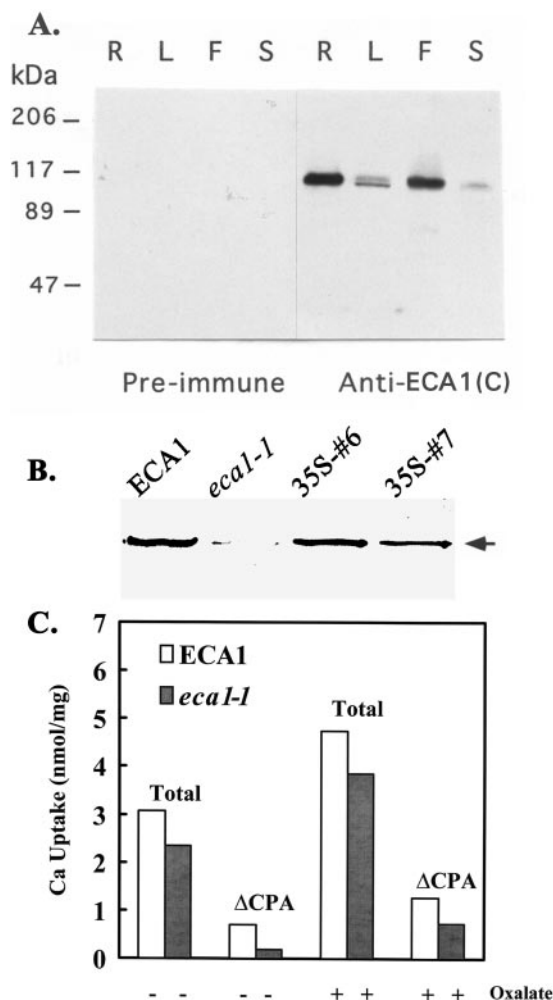 A.
R L F S R L F S
kDa
206
117
89
47
Pre-immune Anti-ECA1(C)
B.
ECA1 eca1-1 35S-#6 35S-#7
C.
7
6
5
4
3
2
1
0
Ca Uptake (nmol/mg)
ECA1
eca1-1
Total
ΔCPA
Total
ΔCPA
- - - - + + + + Oxalate